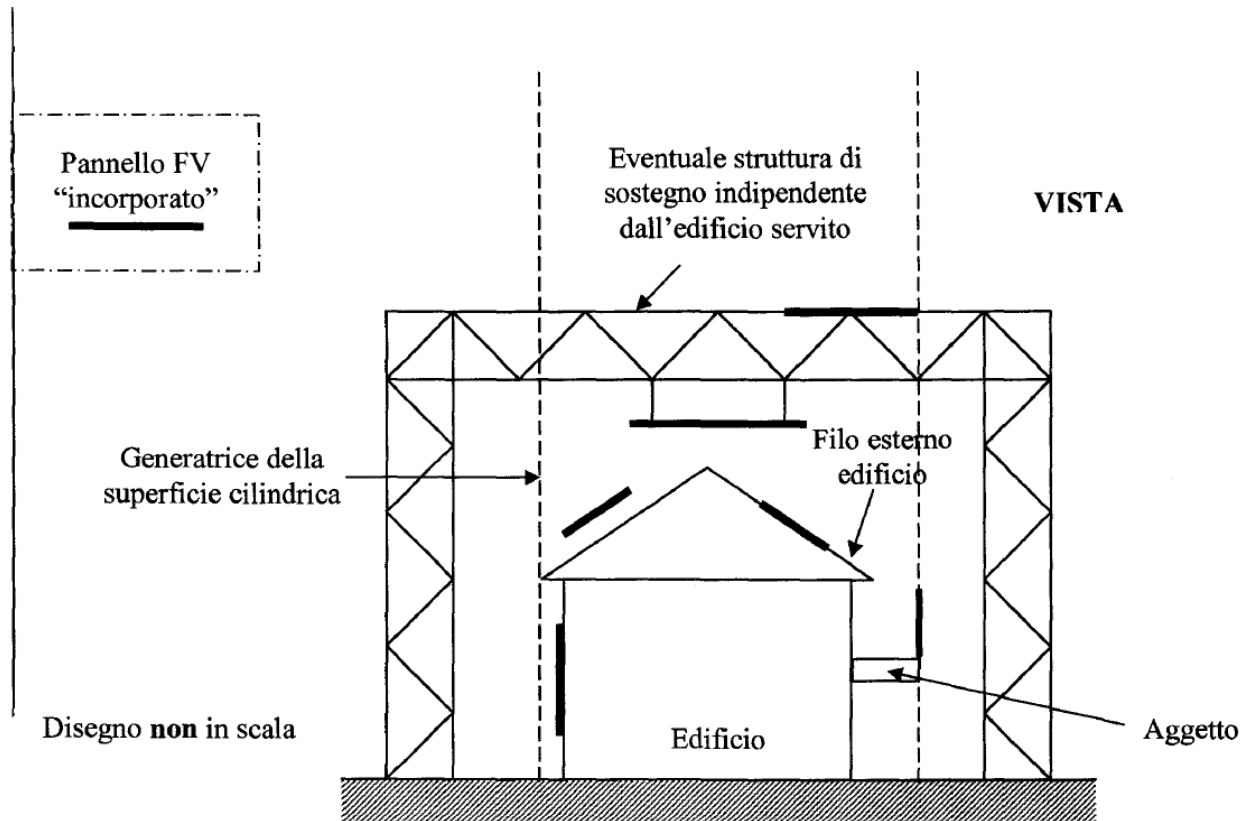 Pannello FV
“incorporato”
Eventuale struttura di
sostegno indipendente
dall’edificio servito
VISTA
Generatrice della
superficie cilindrica
Filo esterno
edificio
Disegno non in scala
Edificio
Aggetto